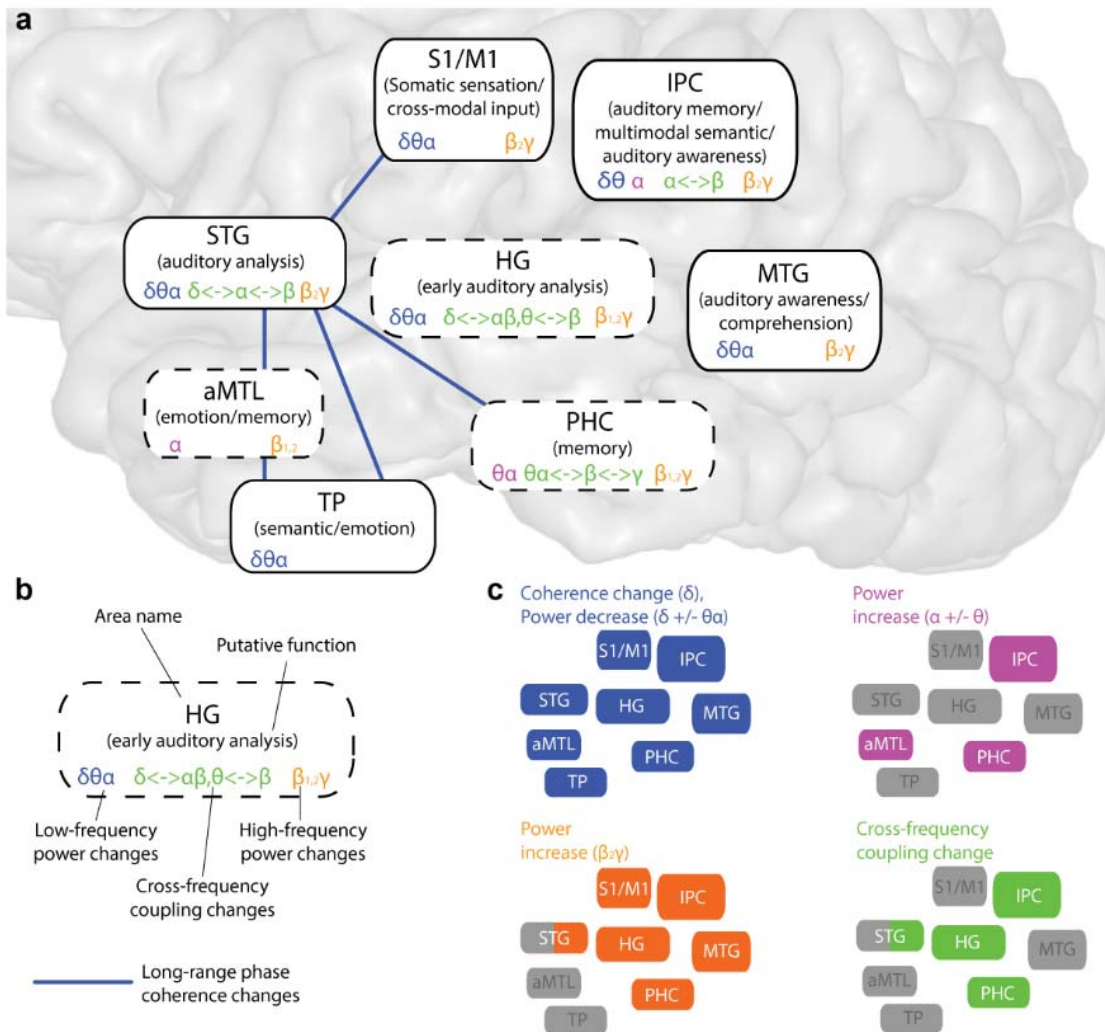 a
S1/M1
(Somatic sensation/
cross-modal input)
δθα β₂γ
IPC
(auditory memory/
multimodal semantic/
auditory awareness)
δθ α α<->β β₂γ
STG
(auditory analysis)
δθα δ<->α<->β β₂γ
HG
(early auditory analysis)
δθα δ<->αβ,θ<->β β₁,₂γ
MTG
(auditory awareness/
comprehension)
δθα β₂γ
aMTL
(emotion/memory)
α β₁,₂
PHC
(memory)
θα θα<->β<->γ β₁,₂γ
TP
(semantic/emotion)
δθα
b
Area name
Putative function
HG
(early auditory analysis)
δθα δ<->αβ,θ<->β β₁,₂γ
Low-frequency
power changes
High-frequency
power changes
Cross-frequency
coupling changes
Long-range phase
coherence changes
c
Coherence change (δ),
Power decrease (δ +/- θα)
S1/M1
IPC
STG
HG
MTG
aMTL
PHC
TP
Power
increase (α +/- θ)
S1/M1
IPC
STG
HG
MTG
aMTL
PHC
TP
Power
increase (β₂γ)
S1/M1
IPC
STG
HG
MTG
aMTL
PHC
TP
Cross-frequency
coupling change
S1/M1
IPC
STG
HG
MTG
aMTL
PHC
TP